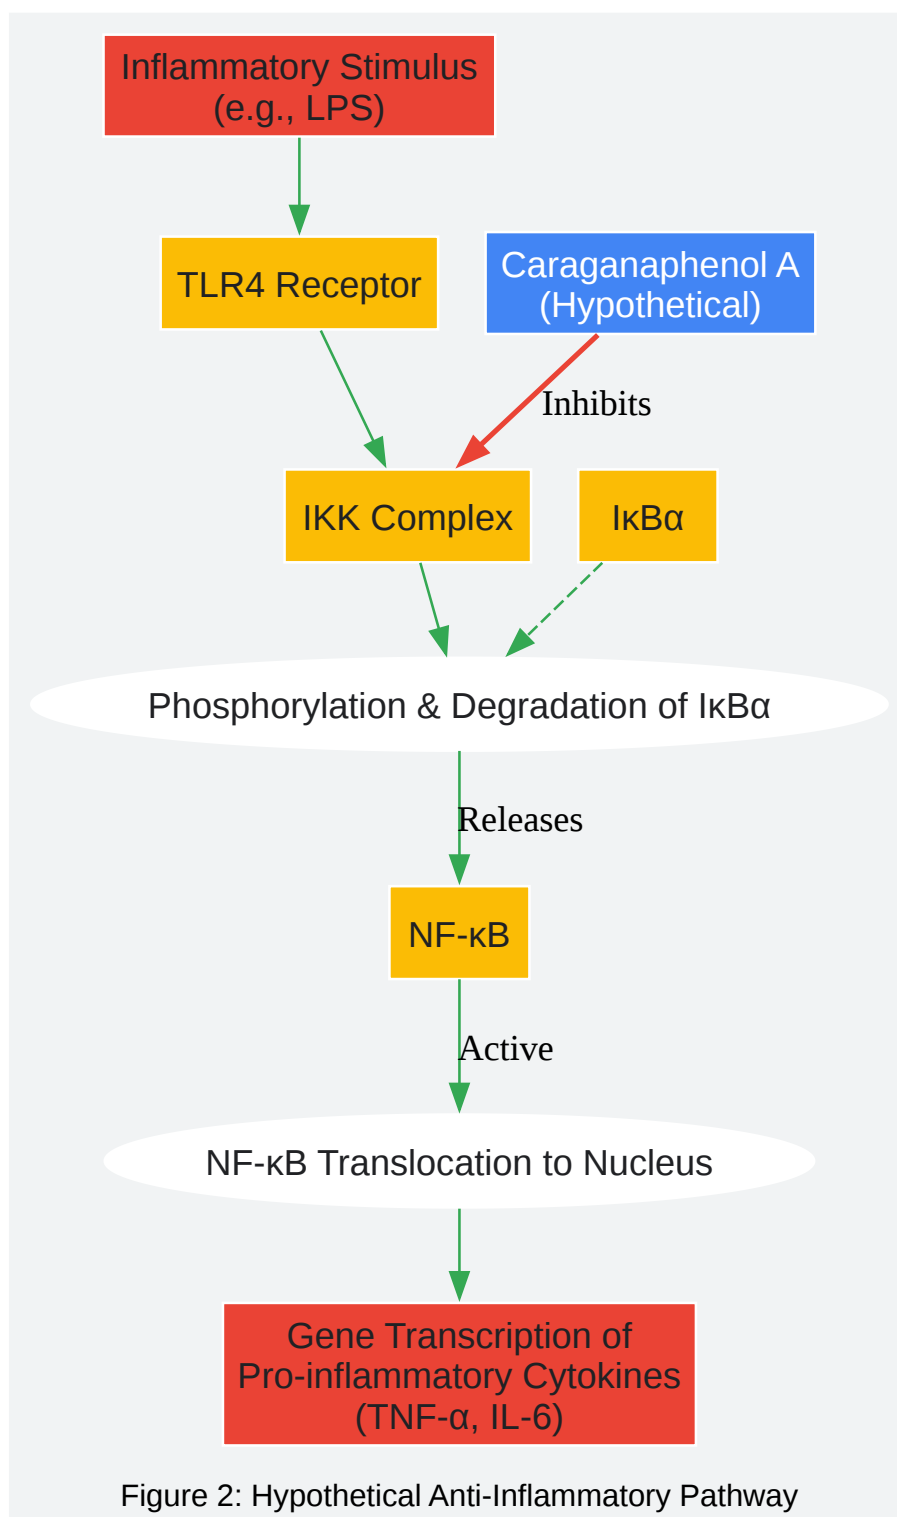 Inflammatory Stimulus
(e.g., LPS)
TLR4 Receptor
Caraganaphenol A
(Hypothetical)
Inhibits
IKK Complex
IκBα
Phosphorylation & Degradation of IκBα
Releases
NF-κB
Active
NF-κB Translocation to Nucleus
Gene Transcription of
Pro-inflammatory Cytokines
(TNF-α, IL-6)
Figure 2: Hypothetical Anti-Inflammatory Pathway